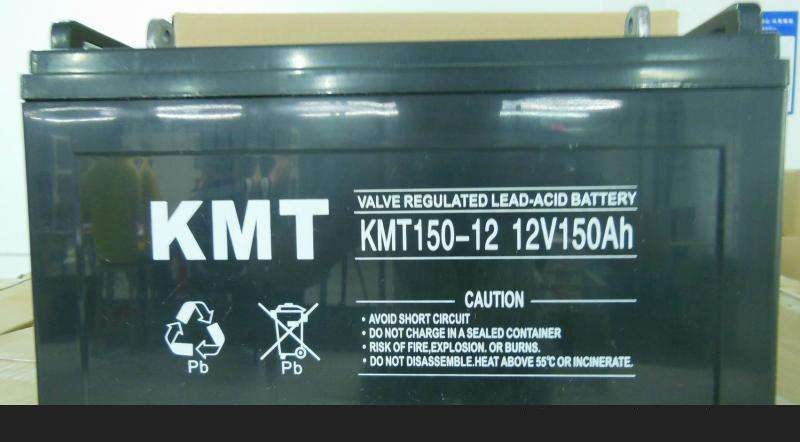 KMT
VALVE REGULATED LEAD-ACID BATTERY
KMT150-12 12V150Ah
CAUTION
• AVOID SHORT CIRCUIT
• DO NOT CHARGE IN A SEALED CONTAINER
• RISK OF FIRE,EXPLOSION. OR BURNS.
• DO NOT DISASSEMBLE.HEAT ABOVE 55℃ OR INCINERATE.
Pb
Pb